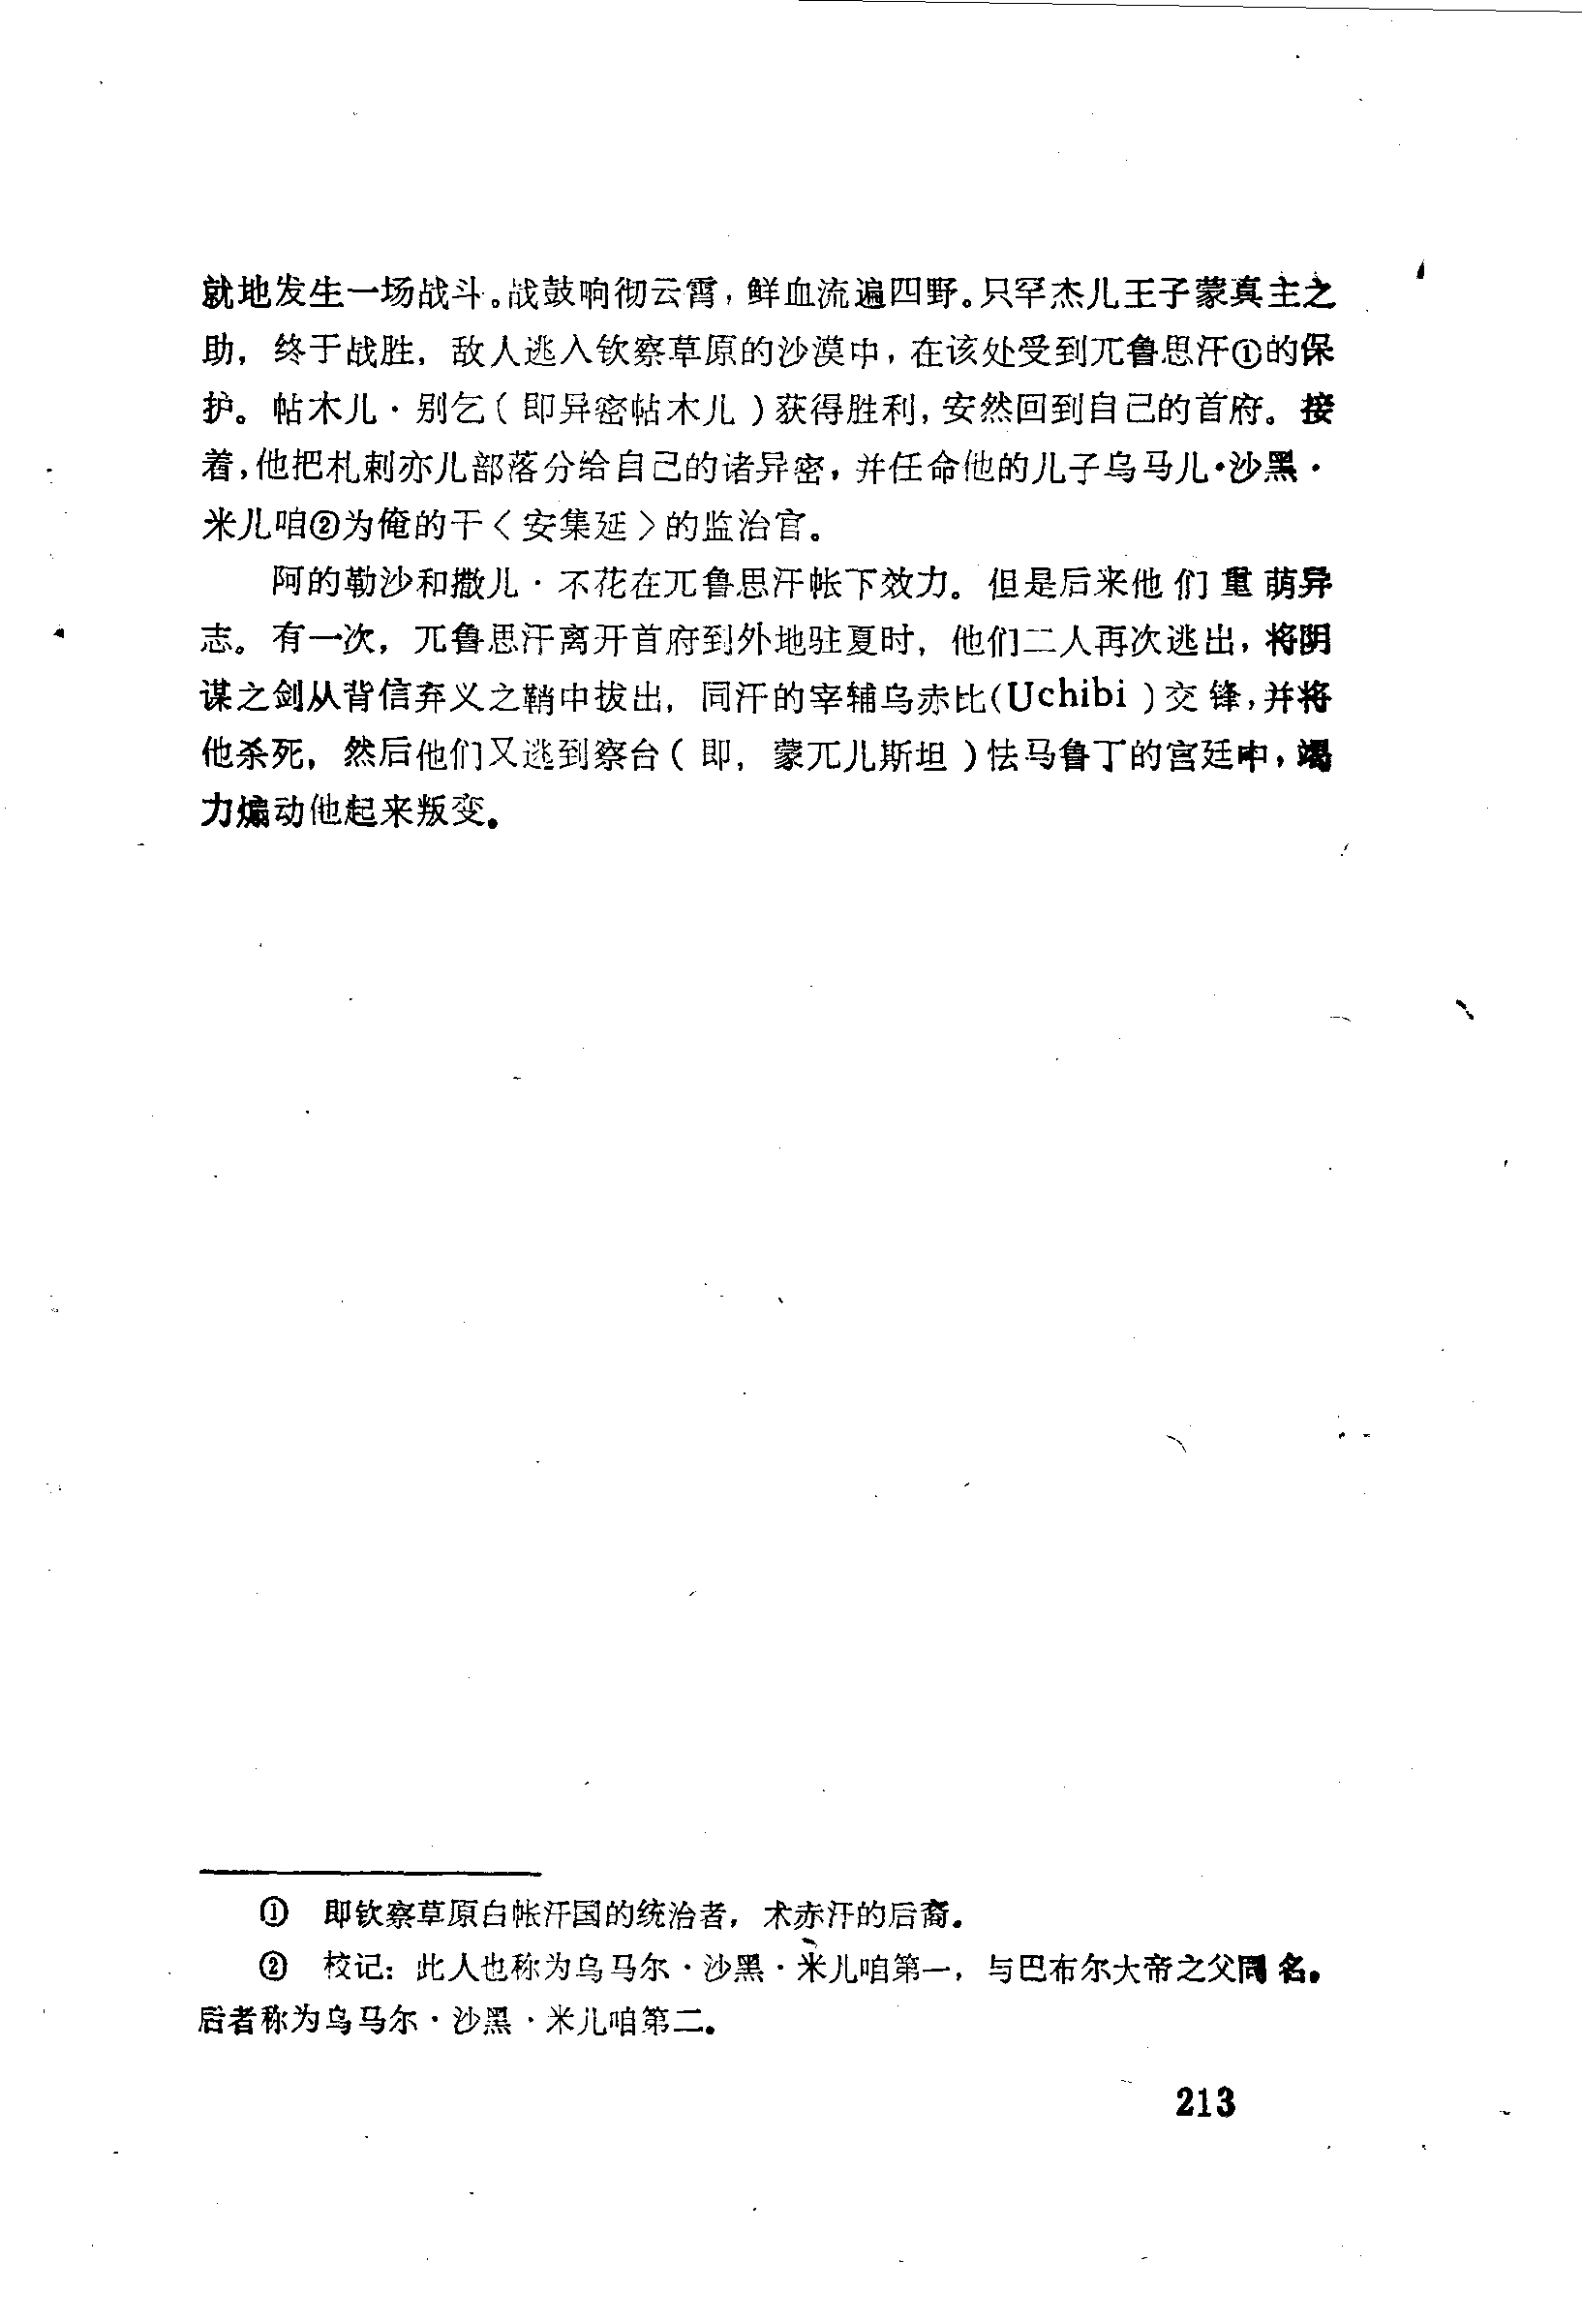 就地发生一场战斗。战鼓响彻云霄，鲜血流遍四野。只罕杰儿王子蒙真主之
助，终于战胜，敌人逃入钦察草原的沙漠中，在该处受到兀鲁思汗①的保
护。帖木儿·别乞（即异密帖木儿）获得胜利，安然回到自己的首府。接
着，他把札剌亦儿部落分给自己的诸异密，并任命他的儿子乌马儿·沙黑·
米儿咱②为俺的干〈安集延〉的监治官。
阿的勒沙和撒儿·不花在兀鲁思汗帐下效力。但是后来他们重萌异
志。有一次，兀鲁思汗离开首府到外地驻夏时，他们二人再次逃出，将阴
谋之剑从背信弃义之鞘中拔出，同汗的宰辅乌赤比（Uchibi）交锋，并将
他杀死，然后他们又逃到察台（即，蒙兀儿斯坦）怯马鲁丁的宫廷中，竭
力煽动他起来叛变。
① 即钦察草原白帐汗国的统治者，术赤汗的后裔。
② 校记：此人也称为乌马尔·沙黑·米儿咱第一，与巴布尔大帝之父同名。
后者称为乌马尔·沙黑·米儿咱第二。
213